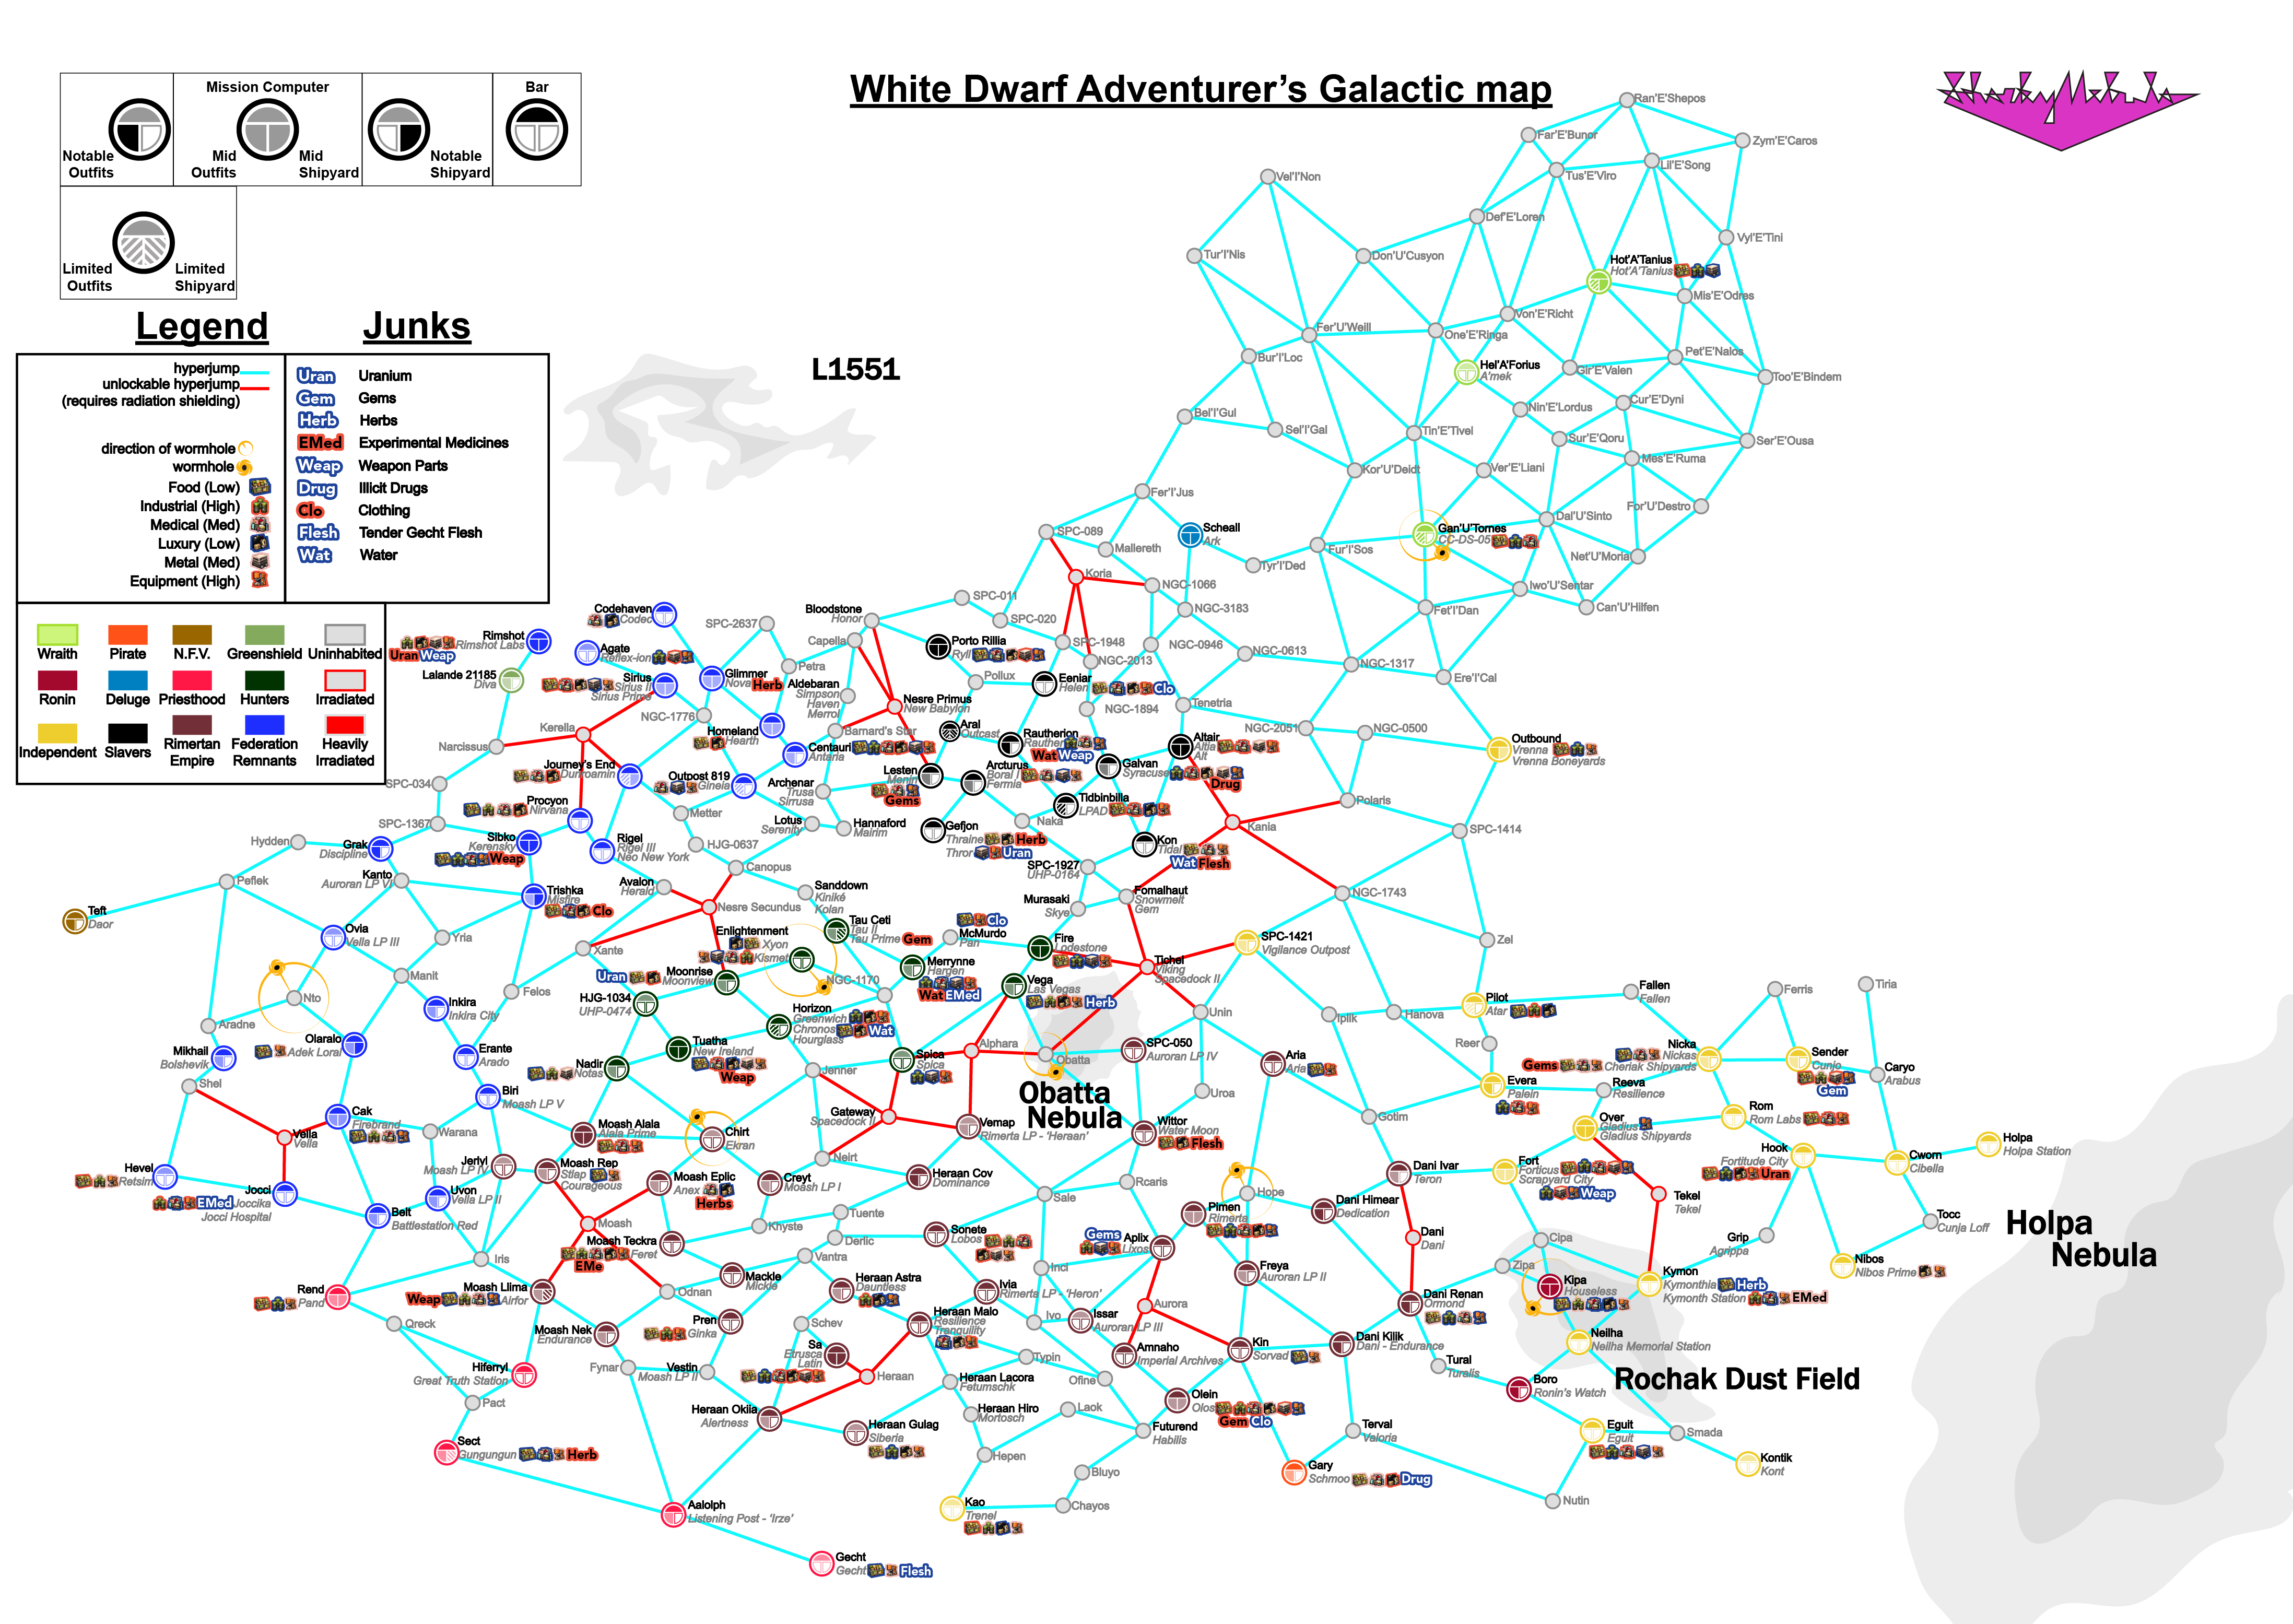 White Dwarf Adventurer's Galactic map
Mission Computer
Bar
Notable
Outfits
Mid
Outfits
Mid
Shipyard
Notable
Shipyard
Limited
Outfits
Limited
Shipyard
Legend
Junks
hyperjump
unlockable hyperjump
(requires radiation shielding)
direction of wormhole
wormhole
Food (Low)
Industrial (High)
Medical (Med)
Luxury (Low)
Metal (Med)
Equipment (High)
Uran Uranium
Gem Gems
Herb Herbs
EMed Experimental Medicines
Weap Weapon Parts
Drug Illicit Drugs
Clo Clothing
Flesh Tender Gecht Flesh
Wat Water
Wraith
Pirate
N.F.V.
Greenshield
Uninhabited
Ronin
Deluge
Priesthood
Hunters
Irradiated
Independent
Slavers
Rimertan
Empire
Federation
Remnants
Heavily
Irradiated
L1551
Ran'E'Shepos
Far'E'Bunor
Zym'E'Caros
Tus'E'Viro
Lil'E'Song
Vel'I'Non
Def'E'Loren
Vyl'E'Tini
Tur'I'Nis
Don'U'Cusyon
Hot'A'Tanius
Hot'A'Tanius
Mis'E'Odres
Von'E'Richt
Fer'U'Weill
One'E'Ringa
Bur'I'Loc
Pet'E'Nalos
Hel'A'Forius
A'mek
Gir'E'Valen
Too'E'Bindem
Bel'I'Gul
Sel'I'Gal
Nin'E'Lordus
Cur'E'Dyni
Tin'E'Tivel
Sur'E'Qoru
Ser'E'Ousa
Kor'U'Deidt
Ver'E'Liani
Mes'E'Ruma
Fer'I'Jus
For'U'Destro
Dal'U'Sinto
SPC-089
Scheall
Ark
Gan'U'Tornes
CC-DS-05
Mallereth
Fur'I'Sos
Net'U'Moria
Tyr'I'Ded
Koria
NGC-1066
Iwo'U'Sentar
SPC-011
NGC-3183
Fet'I'Dan
Can'U'Hilfen
Codehaven
Codec
SPC-2637
Bloodstone
Honor
SPC-020
Rimshot
Rimshot Labs
Uran Weap
Agate
Reflex-ion
Capella
Porto Rillia
Ryll
SPC-1948
NGC-0946
NGC-0613
NGC-2013
NGC-1317
Lalande 21185
Diva
Sirius
Sirius II
Sirius Prime
Glimmer
Nova Herb
Petra
Aldebaran
Simpson
Haven
Merrol
Pollux
Eeniar
Helen Clo
Ere'I'Cal
Nesre Primus
New Babylon
NGC-1894
Tenetria
NGC-1776
Kerella
Homeland
Hearth
Barnard's Star
Aral
Outcast
Rautherion
Rautherion
Wat Weap
Altair
Altia
Alt
NGC-2051
NGC-0500
Outbound
Vrenna
Vrenna Boneyards
Narcissus
Centauri
Antaria
Journey's End
Durroamin
Outpost 819
Ginela
Archenar
Trusa
Sirrusa
Lesten
Menin
Gems
Arcturus
Boral I
Fermia
Galvan
Syracuse
Drug
SPC-034
Procyon
Nirvana
Metter
Tidbinbilla
LPAD
Polaris
SPC-1367
Lotus
Serenity
Hannaford
Mairim
Gefjon
Thraine Herb
Thror Uran
Naka
Kania
SPC-1414
Hydden
Grak
Discipline
Sibko
Kerensky
Weap
Rigel
Rigel III
Neo New York
HJG-0637
Kon
Tidal
Wat Flesh
Canopus
SPC-1927
UHP-0164
Peflek
Kanto
Auroran LP VI
Avalon
Herald
Sanddown
Kiniké
Kolan
Fomalhaut
Snowmelt
Gem
NGC-1743
Teft
Daor
Trishka
Misfire
Clo
Nesre Secundus
Murasaki
Skye
Tau Ceti
Tau II
Tau Prime Gem
Clo
McMurdo
Pan
Ovia
Vella LP III
Yria
Xante
Enlightenment
Xyon
Kismet
Fire
Lodestone
SPC-1421
Vigilance Outpost
Zel
Manit
Uran
Moonrise
Moonview
Merrynne
Hargen
Wat EMed
Tichel
Viking
Spacedock II
NGC-1170
Vega
Las Vegas
Herb
Nto
Felos
HJG-1034
UHP-0474
Fallen
Fallen
Ferris
Tiria
Inkira
Inkira City
Horizon
Greenwich
Chronos Wat
Hourglass
Pilot
Atar
Unin
Iplik
Hanova
Aradne
Olaralo
Adek Loral
Tuatha
New Ireland
Weap
Alphara
Obatta
SPC-050
Auroran LP IV
Reer
Mikhail
Bolshevik
Erante
Arado
Nadir
Notas
Spica
Spica
Aria
Aria
Nicka
Nickas
Gems Cheriak Shipyards
Sender
Cunjo
Gem
Jenner
Caryo
Arabus
Shel
Biri
Moash LP V
Obatta
Nebula
Uroa
Evera
Palein
Reeva
Resilience
Cak
Firebrand
Gateway
Spacedock II
Gotim
Over
Gladius
Gladius Shipyards
Rom
Rom Labs
Vella
Vella
Warana
Moash Alala
Alala Prime
Chirt
Ekran
Vernap
Rimerta LP - 'Heraan'
Wittor
Water Moon
Flesh
Holpa
Holpa Station
Hook
Fortitude City
Uran
Cworn
Cibella
Hevel
Retsim
Jerlyl
Moash LP IV
Moash Rep
Stiap
Courageous
Neirt
Dani Ivar
Teron
Fort
Forticus
Scrapyard City
Weap
Moash Eplic
Anex
Herbs
Creyt
Moash LP I
Heraan Cov
Dominance
Rcaris
Hope
Tekel
Tekel
Jocci
EMed Joccika
Jocci Hospital
Uvon
Vella LP II
Sale
Dani Himear
Dedication
Belt
Battlestation Red
Moash
Khyste
Tuente
Pimen
Rimerta
Tocc
Cunja Loff
Holpa
Nebula
Moash Teckra
Feret
EMe
Derlic
Sonete
Lobos
Gems
Aplix
Lixos
Dani
Dani
Cipa
Grip
Agrippa
Iris
Vantra
Zipa
Nibos
Nibos Prime
Mackle
Mickle
Inci
Freya
Auroran LP II
Rend
Pand
Moash Llima
Weap Airfor
Odnan
Heraan Astra
Dauntless
Ivia
Rimerta LP - 'Heron'
Kipa
Houseless
Kymon
Kymonthia Herb
Kymonth Station EMed
Dani Renan
Ormond
Aurora
Qreck
Moash Nek
Endurance
Pren
Ginka
Schev
Heraan Malo
Resilience
Tranquility
Ivo
Issar
Auroran LP III
Kin
Sorvad
Dani Kilik
Dani - Endurance
Neilha
Neilha Memorial Station
Sa
Etrusca
Latin
Typin
Amnaho
Imperial Archives
Hiferryl
Great Truth Station
Fynar
Vestin
Moash LP II
Heraan
Heraan Lacora
Fetumschk
Ofine
Tural
Turalis
Boro
Ronin's Watch
Rochak Dust Field
Pact
Olein
Olos
Gem Clo
Heraan Okiia
Alertness
Heraan Hiro
Mortosch
Laok
Heraan Gulag
Siberia
Futurend
Habilis
Terval
Valoria
Eguit
Eguit
Smada
Sect
Gungungun Herb
Hepen
Kontik
Kont
Bluyo
Gary
Schmoo Drug
Kao
Trenel
Chayos
Nutin
Aalolph
Listening Post - 'Irze'
Gecht
Gecht Flesh